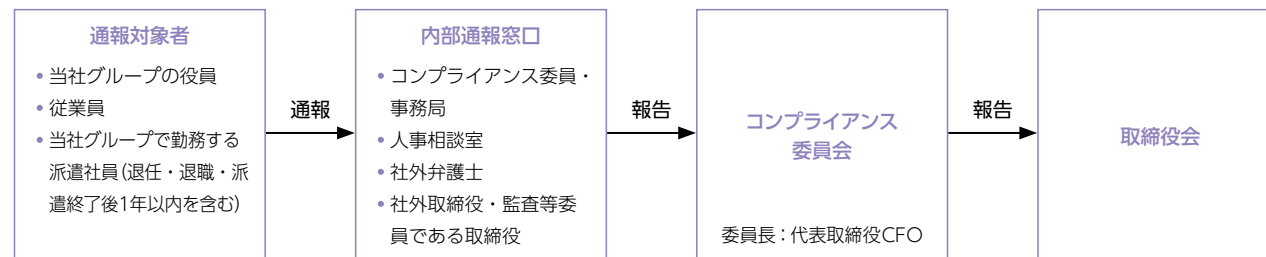 通報対象者
• 当社グループの役員
• 従業員
• 当社グループで勤務する
派遣社員(退任・退職・派
遣終了後1年以内を含む)
通報
内部通報窓口
• コンプライアンス委員・
事務局
• 人事相談室
• 社外弁護士
• 社外取締役・監査等委
員である取締役
報告
コンプライアンス
委員会
委員長：代表取締役CFO
報告
取締役会